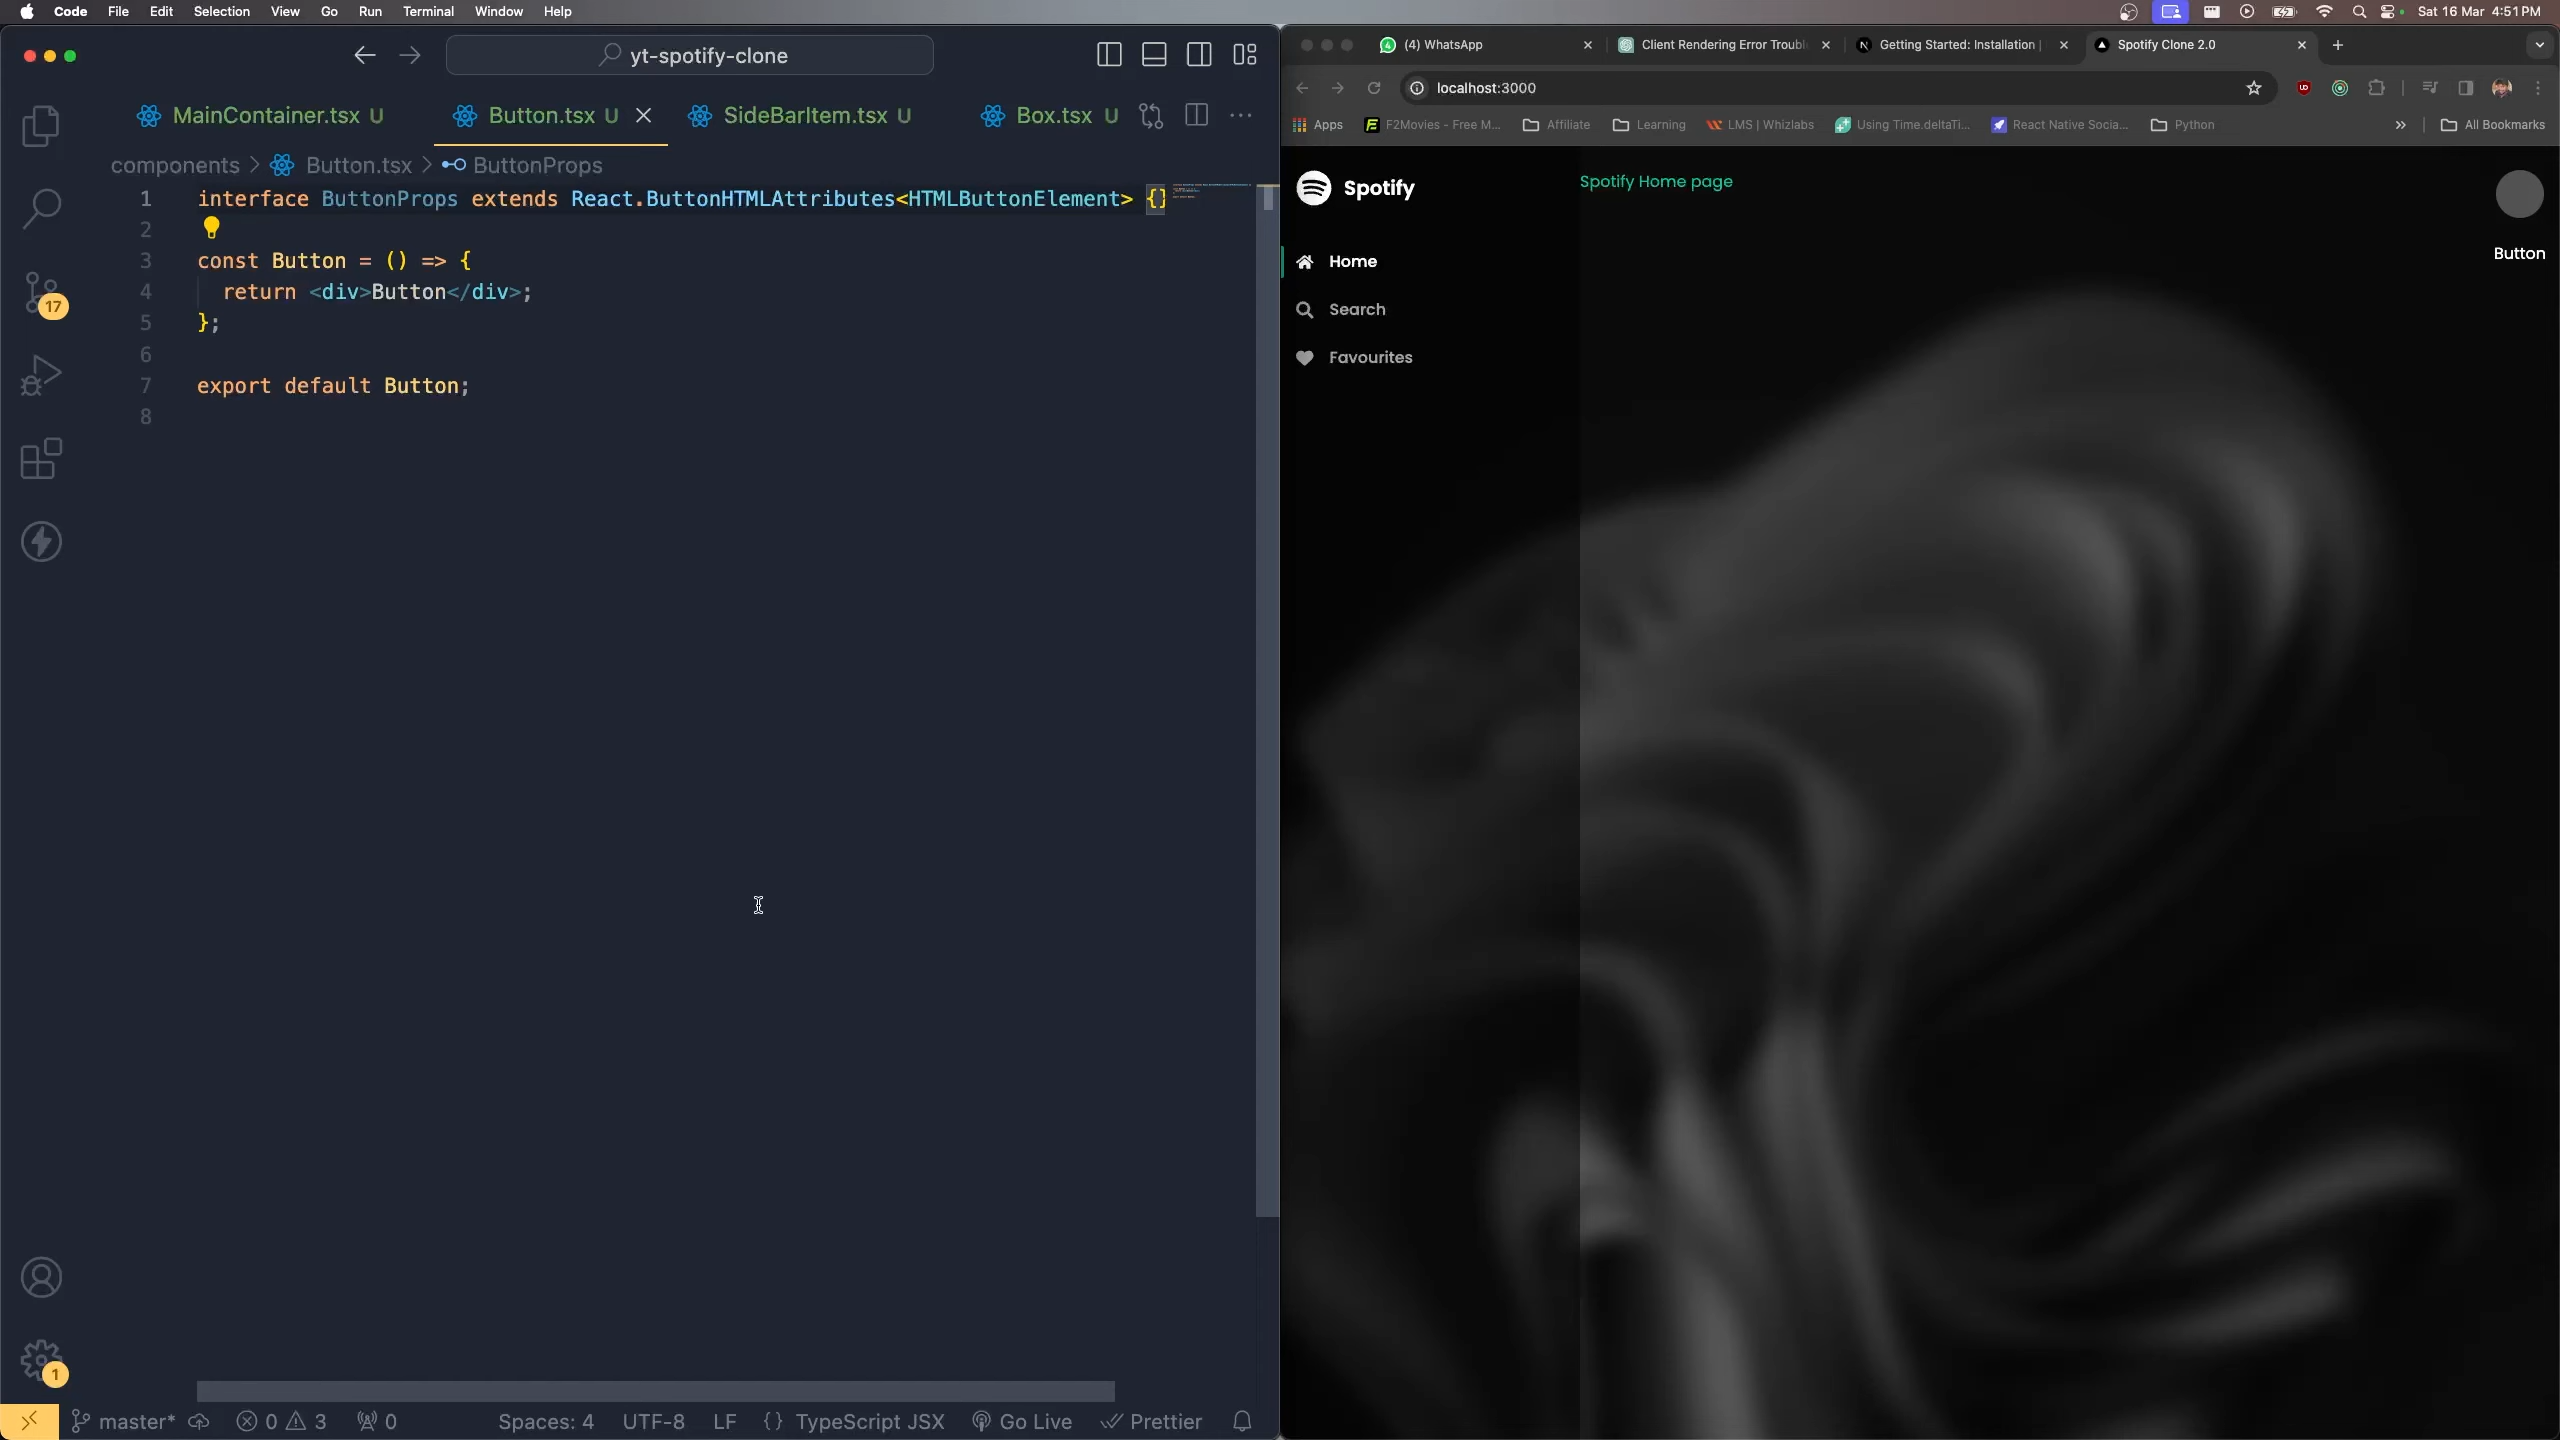 Code File Edit Selection View Go Run Terminal Window Help
Sat 16 Mar 4:51 PM
yt-spotify-clone
MainContainer.tsx U
Button.tsx U
SideBarItem.tsx U
Box.tsx U
components > Button.tsx > ButtonProps
1 interface ButtonProps extends React.ButtonHTMLAttributes<HTMLButtonElement> {}
2
3 const Button = () => {
4 return <div>Button</div>;
5 };
6
7 export default Button;
8
17
1
master* 0 3 0 Spaces: 4 UTF-8 LF {} TypeScript JSX Go Live Prettier
(4) WhatsApp
Client Rendering Error Troubl
Getting Started: Installation |
Spotify Clone 2.0
localhost:3000
Apps F2Movies - Free M... Affiliate Learning LMS | Whizlabs Using Time.deltaTi... React Native Socia... Python » All Bookmarks
Spotify
Home
Search
Favourites
Spotify Home page
Button